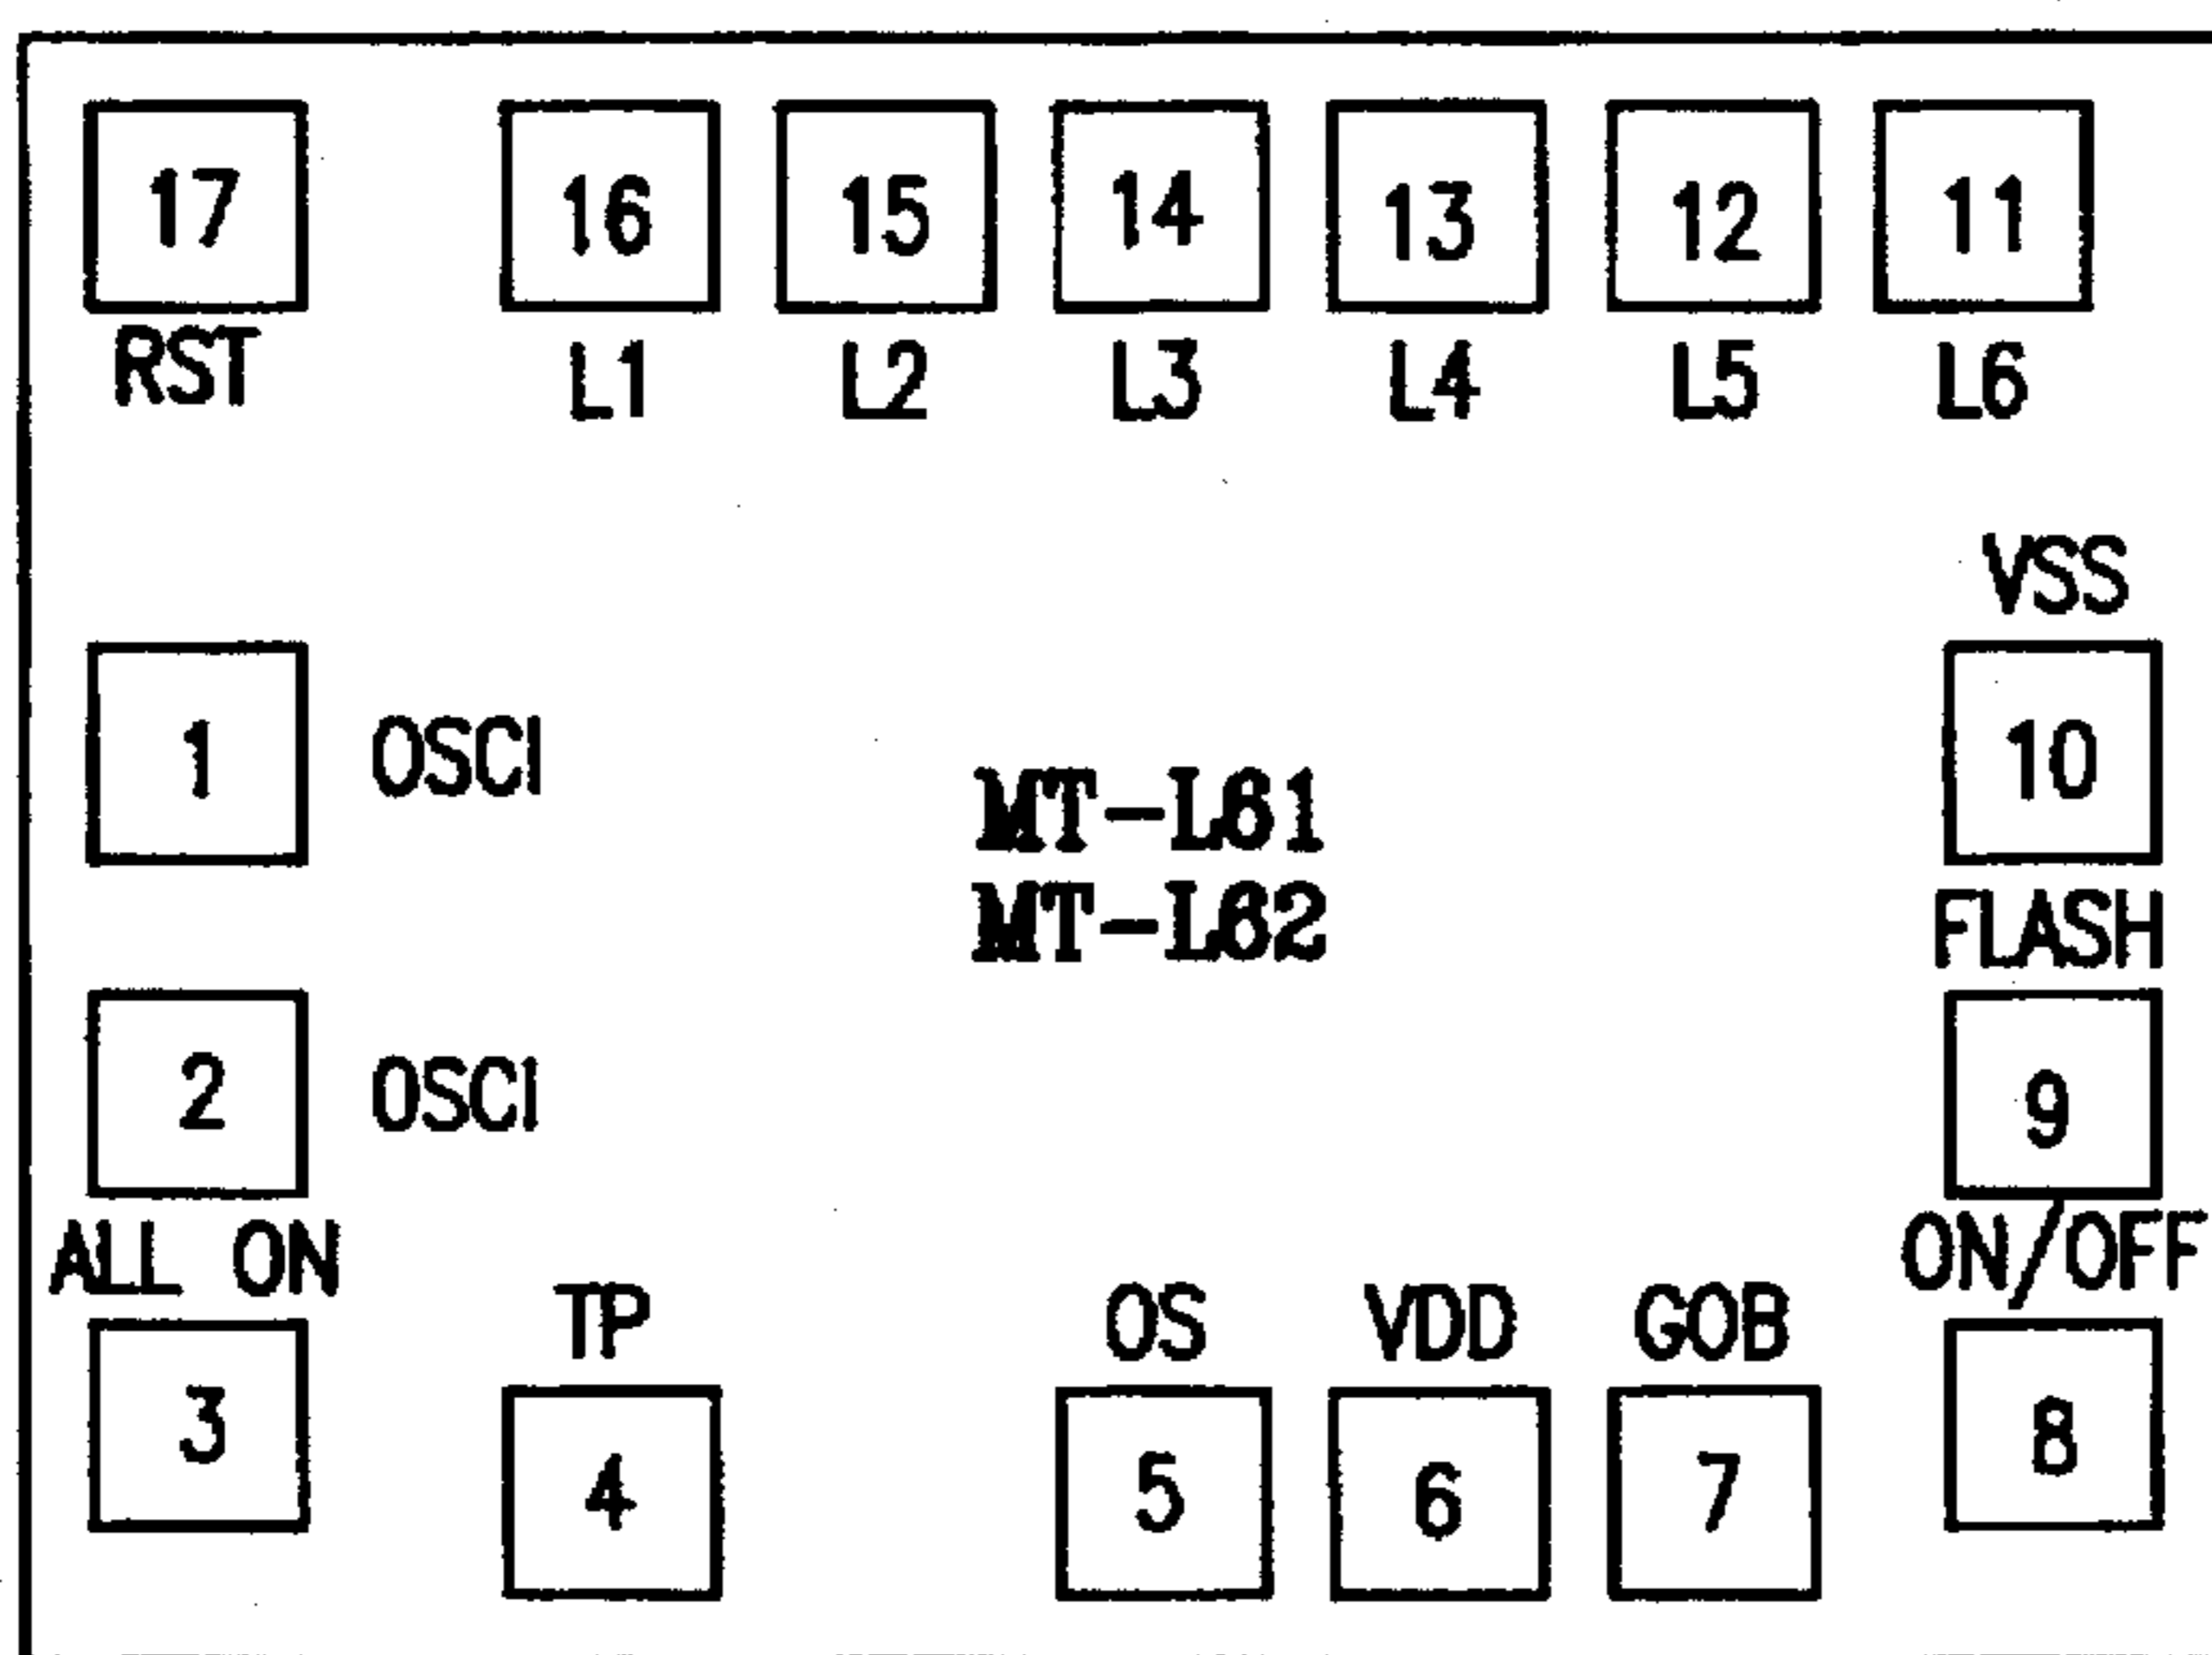 17 16 15 14 13 12 11
RST L1 L2 L3 L4 L5 L6
VSS
1 OSCI 10
MT-L61
MT-L62
FLASH
2 OSCI 9
ALL ON ON/OFF
TP OS VDD GOB
3 8
4 5 6 7